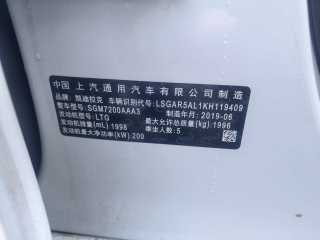 中国 上汽通用汽车有限公司制造
品牌：凯迪拉克 车辆识别代号：LSGAR5AL1KH119409
整车型号：SGM7200AAA3 制造年月：2019-06
发动机型号：LTG 最大允许总质量(kg)：1996
发动机排量(mL)：1998 乘坐人数：5
发动机最大净功率(kW)：200